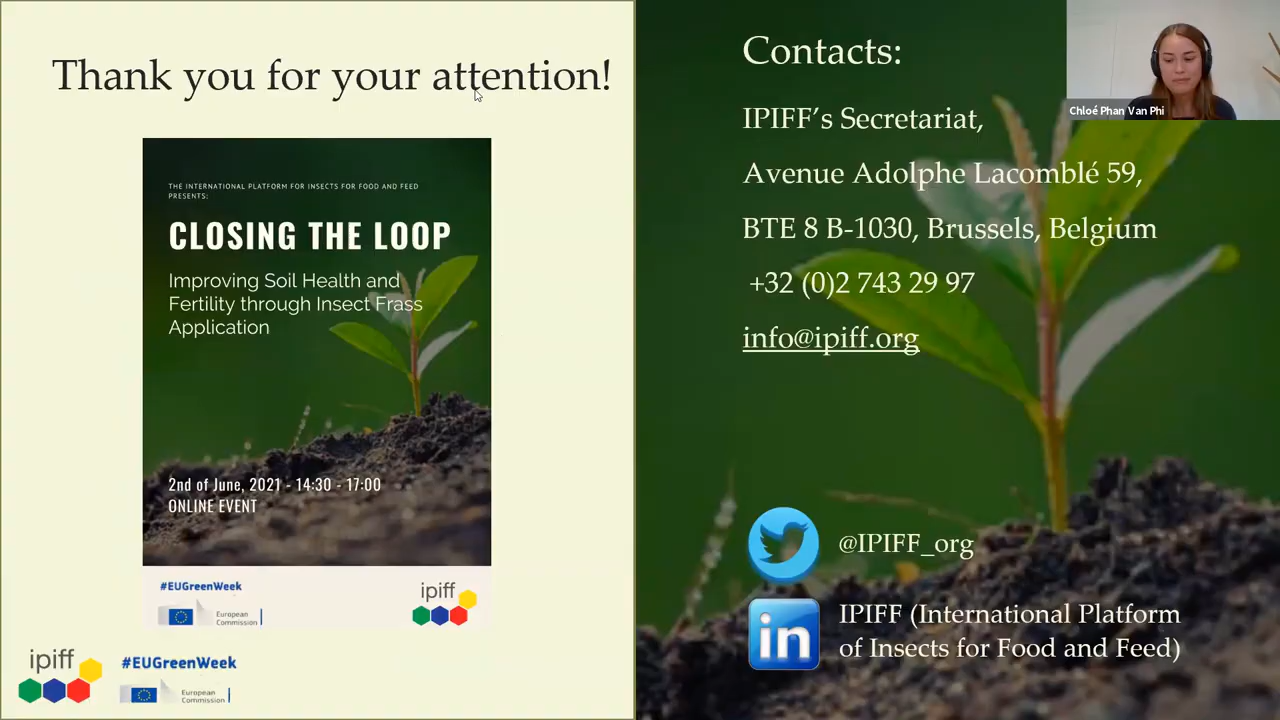 Thank you for your attention!
THE INTERNATIONAL PLATFORM FOR INSECTS FOR FOOD AND FEED
PRESENTS:
CLOSING THE LOOP
Improving Soil Health and
Fertility through Insect Frass
Application
2nd of June, 2021 - 14:30 - 17:00
ONLINE EVENT
#EUGreenWeek
European
Commission
ipiff
ipiff
#EUGreenWeek
European
Commission
Contacts:
IPIFF’s Secretariat,
Avenue Adolphe Lacomblé 59,
BTE 8 B-1030, Brussels, Belgium
+32 (0)2 743 29 97
info@ipiff.org
@IPIFF_org
in
IPIFF (International Platform
of Insects for Food and Feed)
Chloé Phan Van Phi